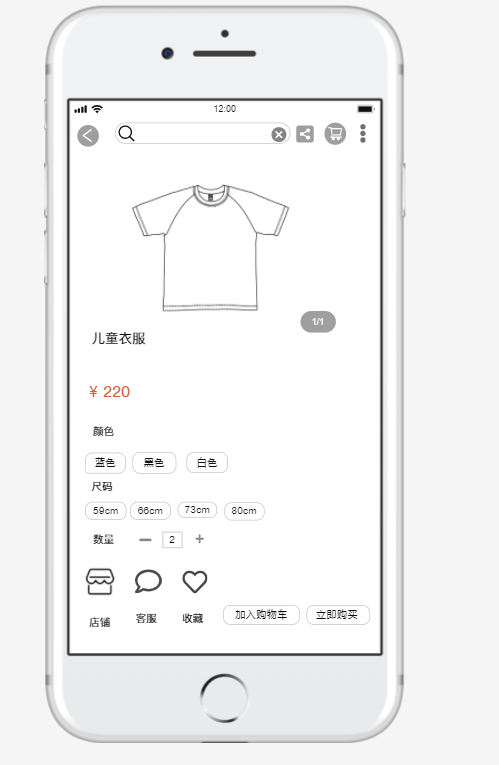 12:00
1/1
儿童衣服
¥ 220
颜色
蓝色 黑色 白色
尺码
59cm 66cm 73cm 80cm
数量 2
店铺 客服 收藏 加入购物车 立即购买